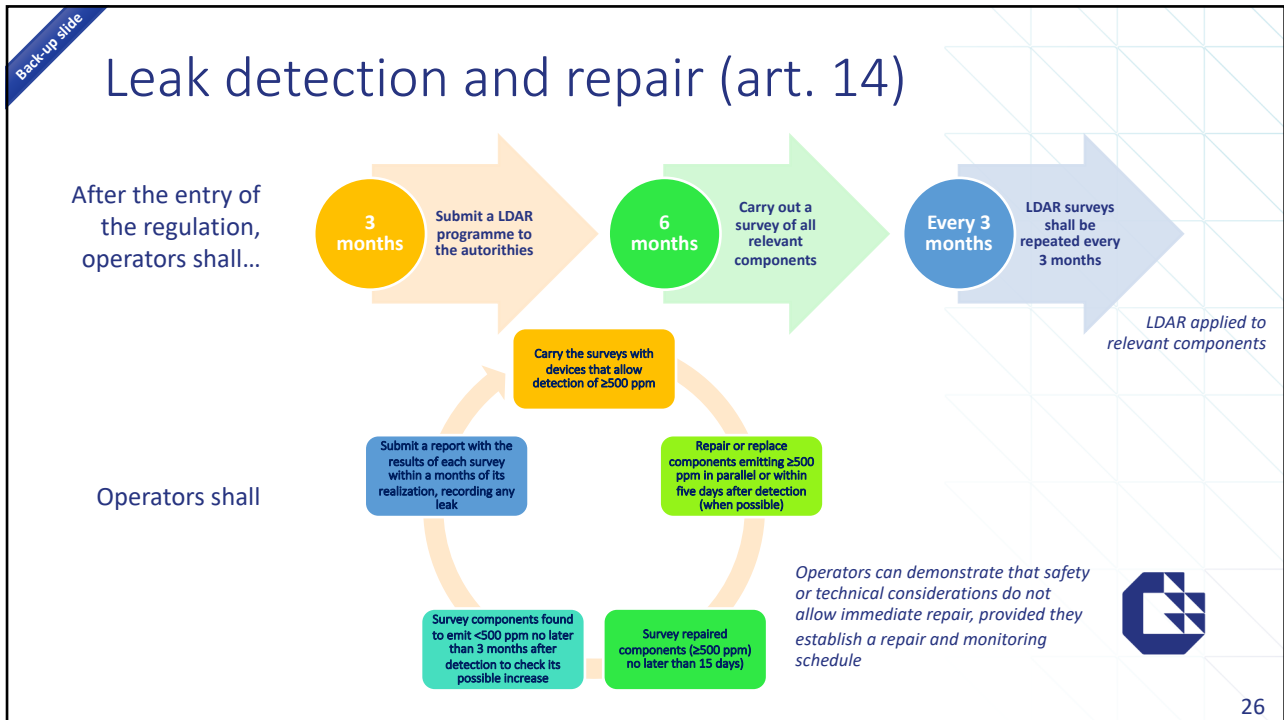 Back-up slide
Leak detection and repair (art. 14)
After the entry of
the regulation,
operators shall…
3
months
Submit a LDAR
programme to
the autorithies
6
months
Carry out a
survey of all
relevant
components
Every 3
months
LDAR surveys
shall be
repeated every
3 months
LDAR applied to
relevant components
Operators shall
Carry the surveys with
devices that allow
detection of ≥500 ppm
Repair or replace
components emitting ≥500
ppm in parallel or within
five days after detection
(when possible)
Survey repaired
components (≥500 ppm)
no later than 15 days)
Survey components found
to emit <500 ppm no later
than 3 months after
detection to check its
possible increase
Submit a report with the
results of each survey
within a months of its
realization, recording any
leak
Operators can demonstrate that safety
or technical considerations do not
allow immediate repair, provided they
establish a repair and monitoring
schedule
26